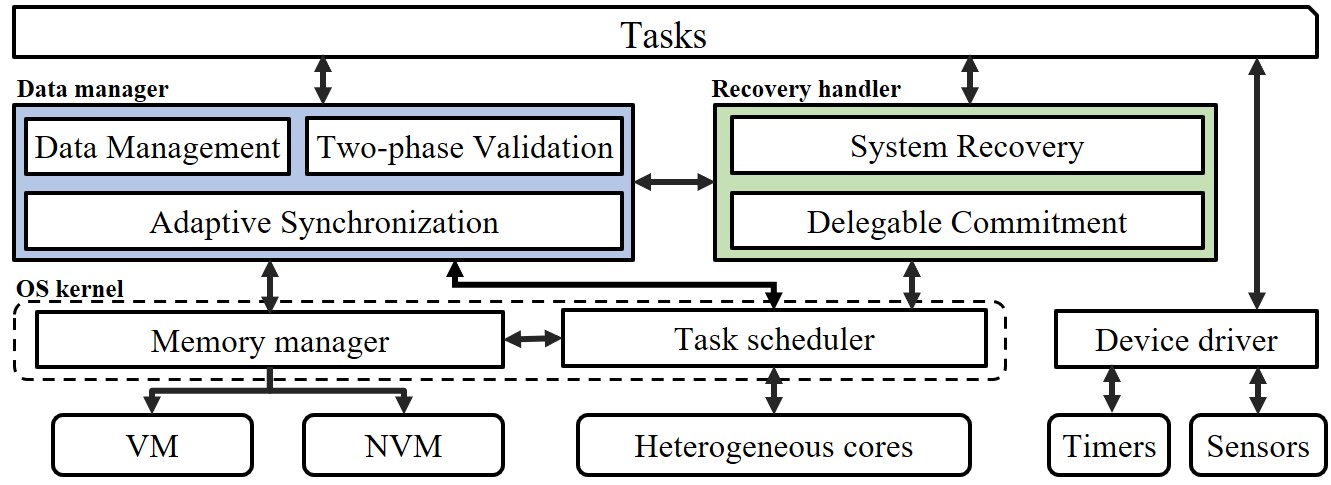 Tasks
Data manager
Recovery handler
Data Management
Two-phase Validation
System Recovery
Adaptive Synchronization
Delegable Commitment
OS kernel
Memory manager
Task scheduler
Device driver
VM
NVM
Heterogeneous cores
Timers
Sensors